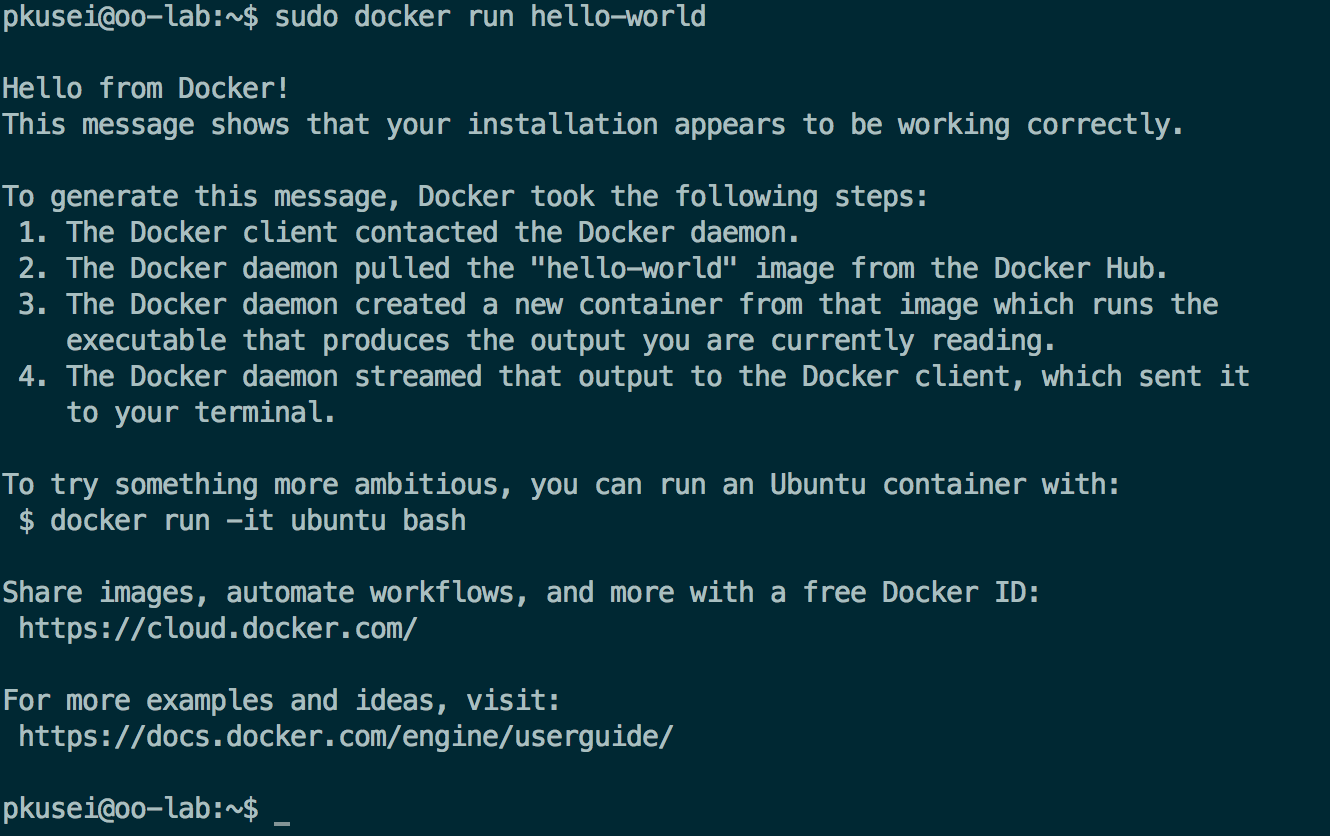 pkusei@oo-lab:~$ sudo docker run hello-world
Hello from Docker!
This message shows that your installation appears to be working correctly.
To generate this message, Docker took the following steps:
1. The Docker client contacted the Docker daemon.
2. The Docker daemon pulled the "hello-world" image from the Docker Hub.
3. The Docker daemon created a new container from that image which runs the
executable that produces the output you are currently reading.
4. The Docker daemon streamed that output to the Docker client, which sent it
to your terminal.
To try something more ambitious, you can run an Ubuntu container with:
$ docker run -it ubuntu bash
Share images, automate workflows, and more with a free Docker ID:
https://cloud.docker.com/
For more examples and ideas, visit:
https://docs.docker.com/engine/userguide/
pkusei@oo-lab:~$ _